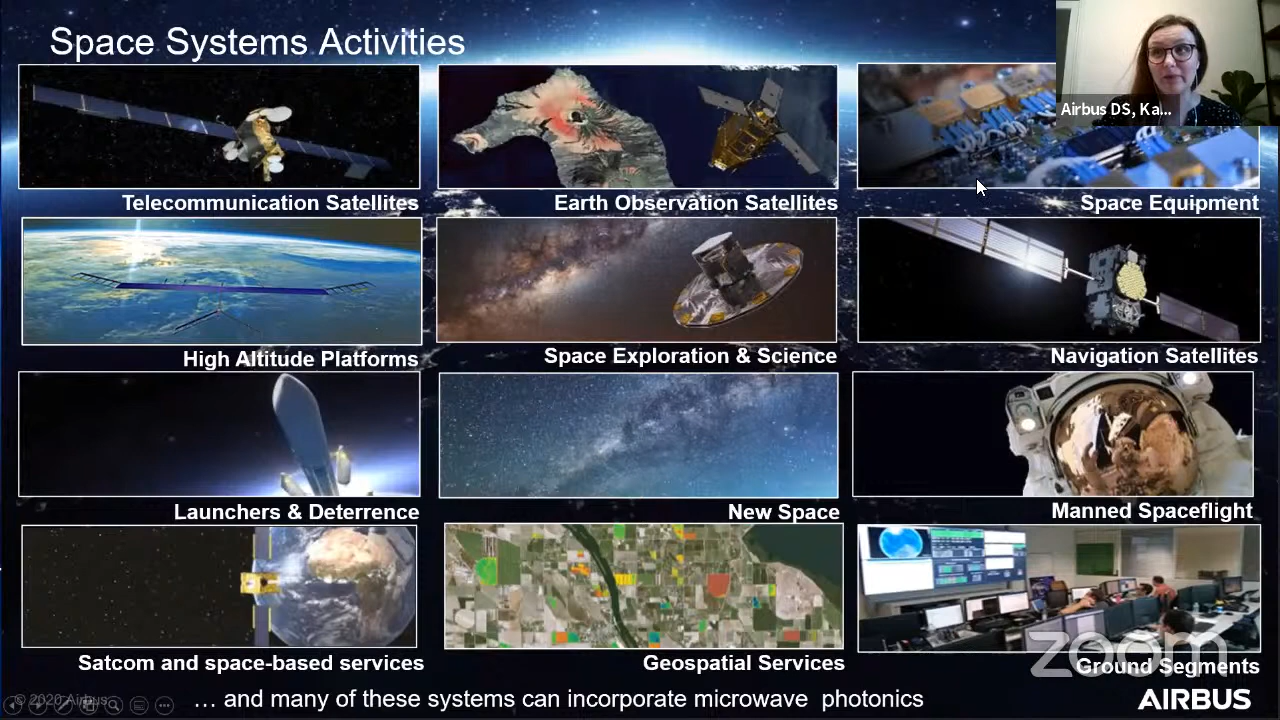 Space Systems Activities
Airbus DS, Ka...
Telecommunication Satellites
Earth Observation Satellites
Space Equipment
High Altitude Platforms
Space Exploration & Science
Navigation Satellites
Launchers & Deterrence
New Space
Manned Spaceflight
Satcom and space-based services
Geospatial Services
Ground Segments
zoom
… and many of these systems can incorporate microwave photonics
© 2020 Airbus
AIRBUS